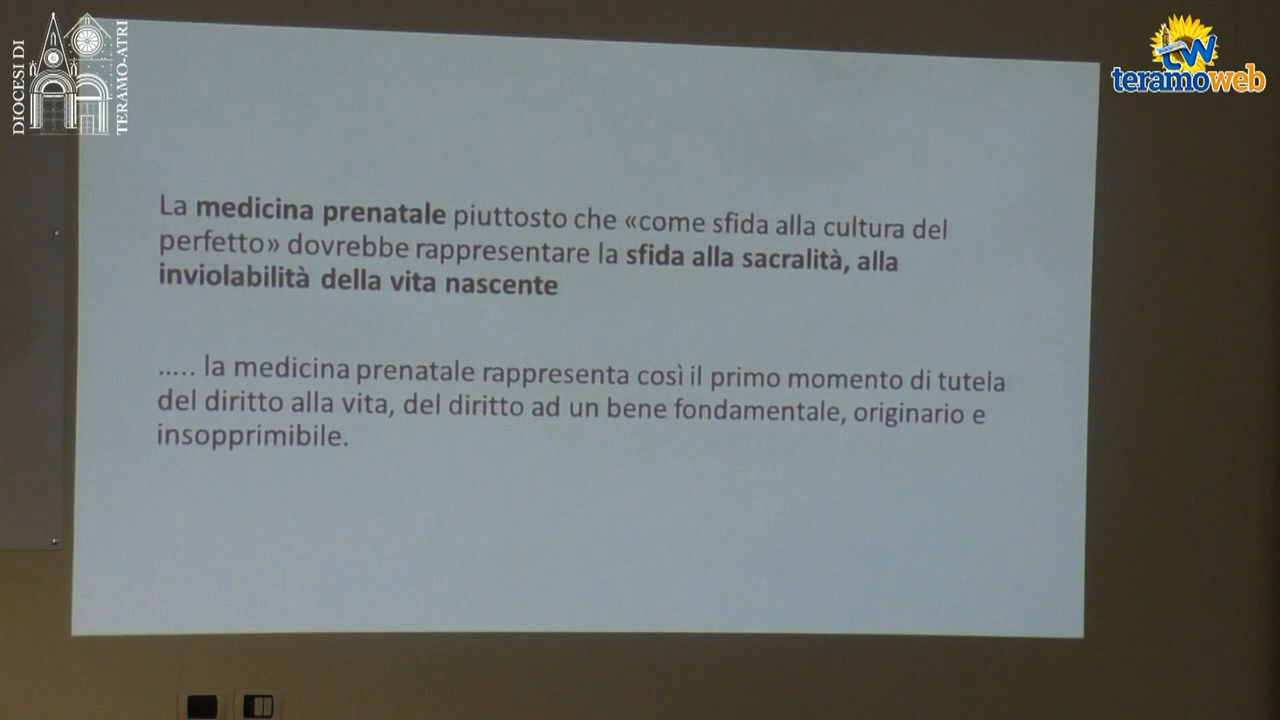 DIOCESI DI
TERAMO-ATRI
tW
teramoweb
La medicina prenatale piuttosto che «come sfida alla cultura del
perfetto» dovrebbe rappresentare la sfida alla sacralità, alla
inviolabilità della vita nascente
..... la medicina prenatale rappresenta così il primo momento di tutela
del diritto alla vita, del diritto ad un bene fondamentale, originario e
insopprimibile.